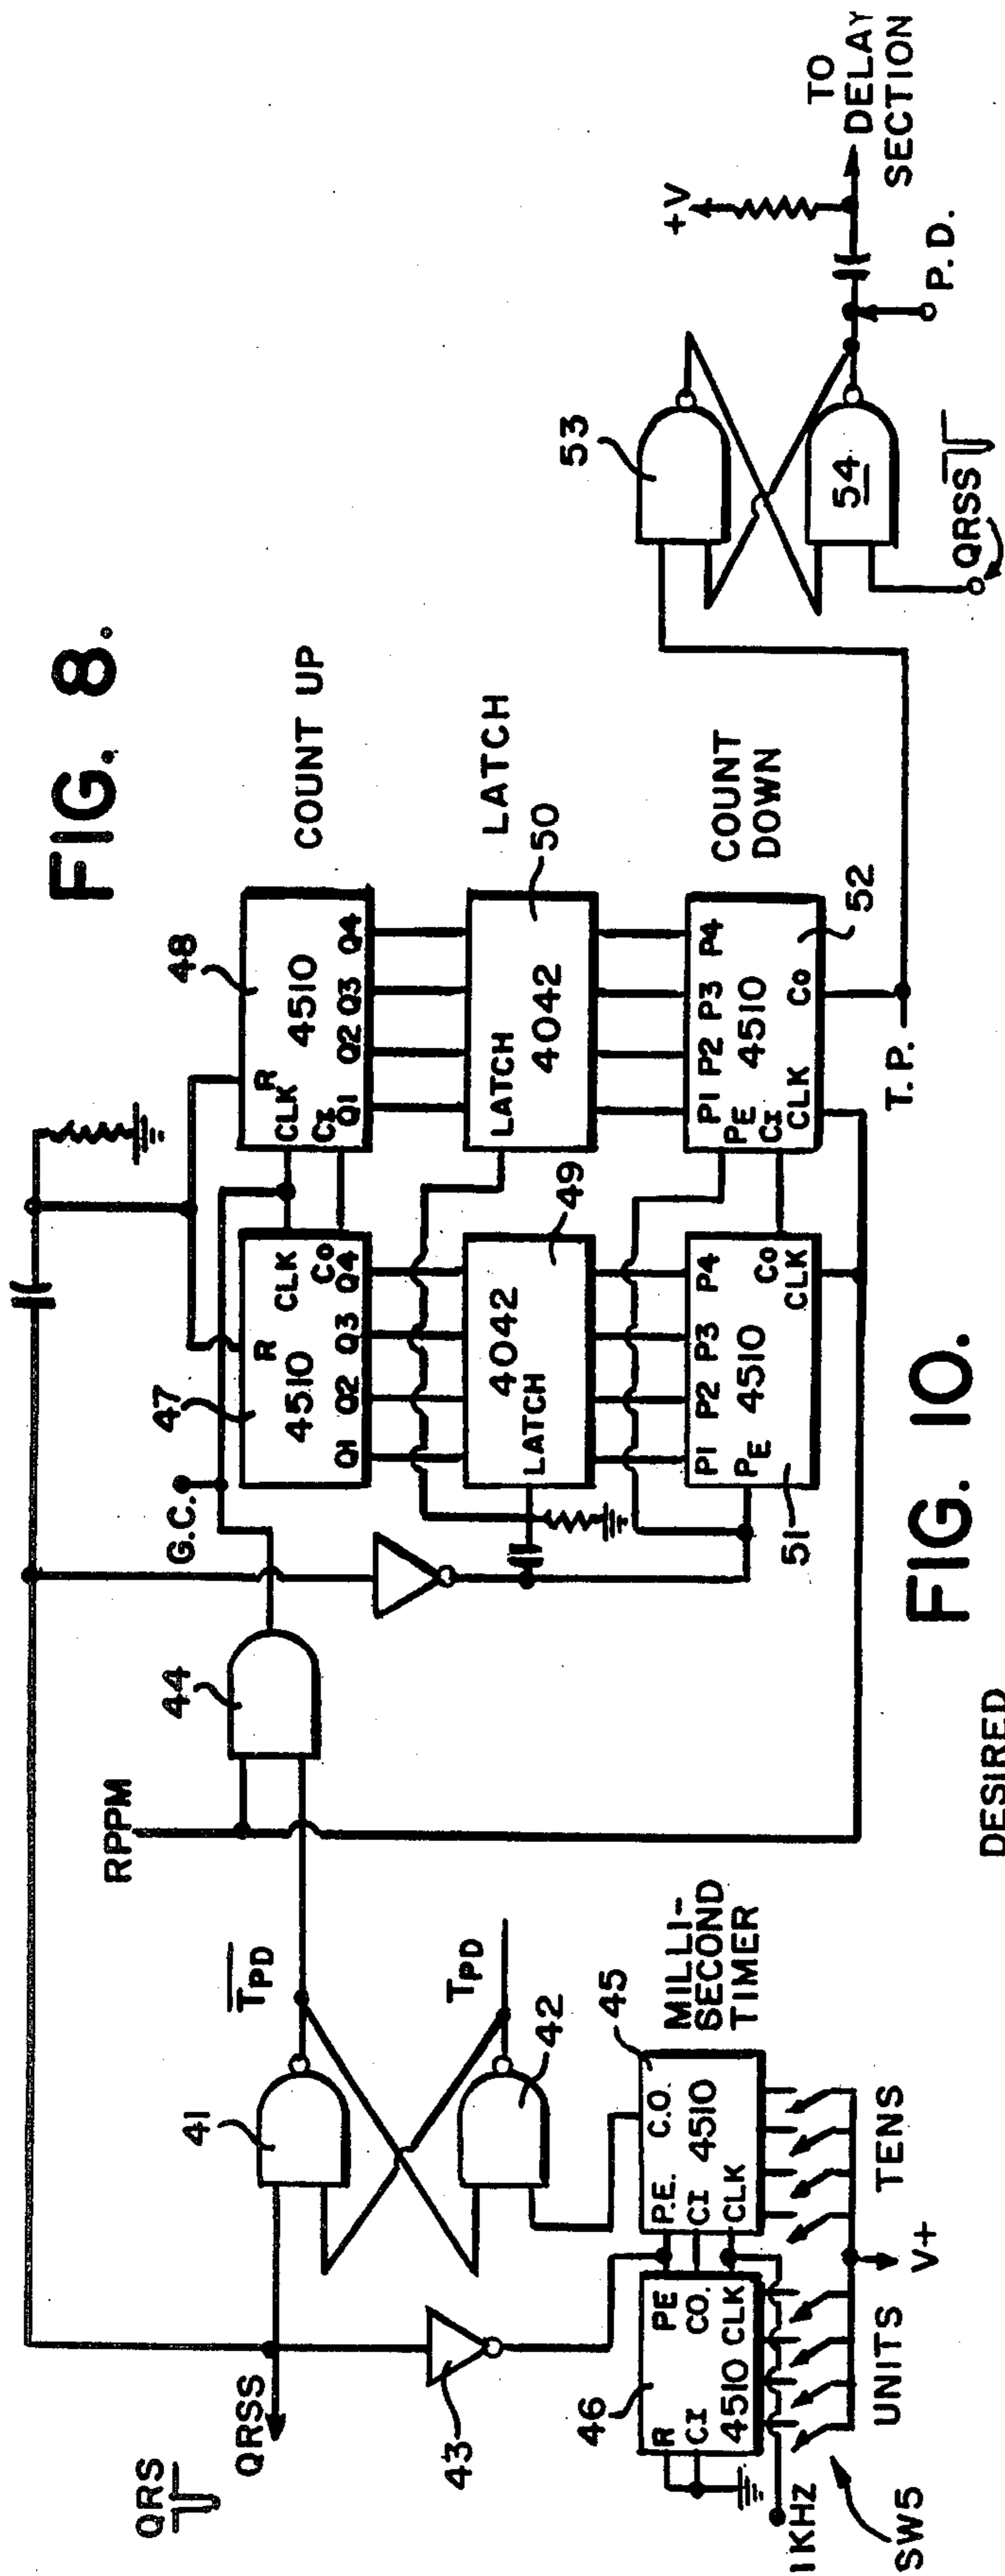 FIG. 8.
QRS
QRSS
41
T̅P̅D̅
TPD
42
43
RPPM
44
G.C.
47
R
4510
CLK
CO
Q1 Q2 Q3 Q4
48
R
CLK
4510
CI
Q1 Q2 Q3 Q4
COUNT UP
49
4042
LATCH
50
LATCH
4042
LATCH
51
P1 P2 P3 P4
PE
4510
CO
CLK
52
P1 P2 P3 P4
PE
CI
4510
CLK
CO
COUNT
DOWN
T.P.
46
R
CI
PE
CO.
4510 CLK
45
P.E.
C.O.
CI
4510
CLK
MILLI-
SECOND
TIMER
1KHZ
SW5
UNITS
TENS
V+
53
54
QRSS
+V
P.D.
TO
DELAY
SECTION
FIG. 10.
DESIRED